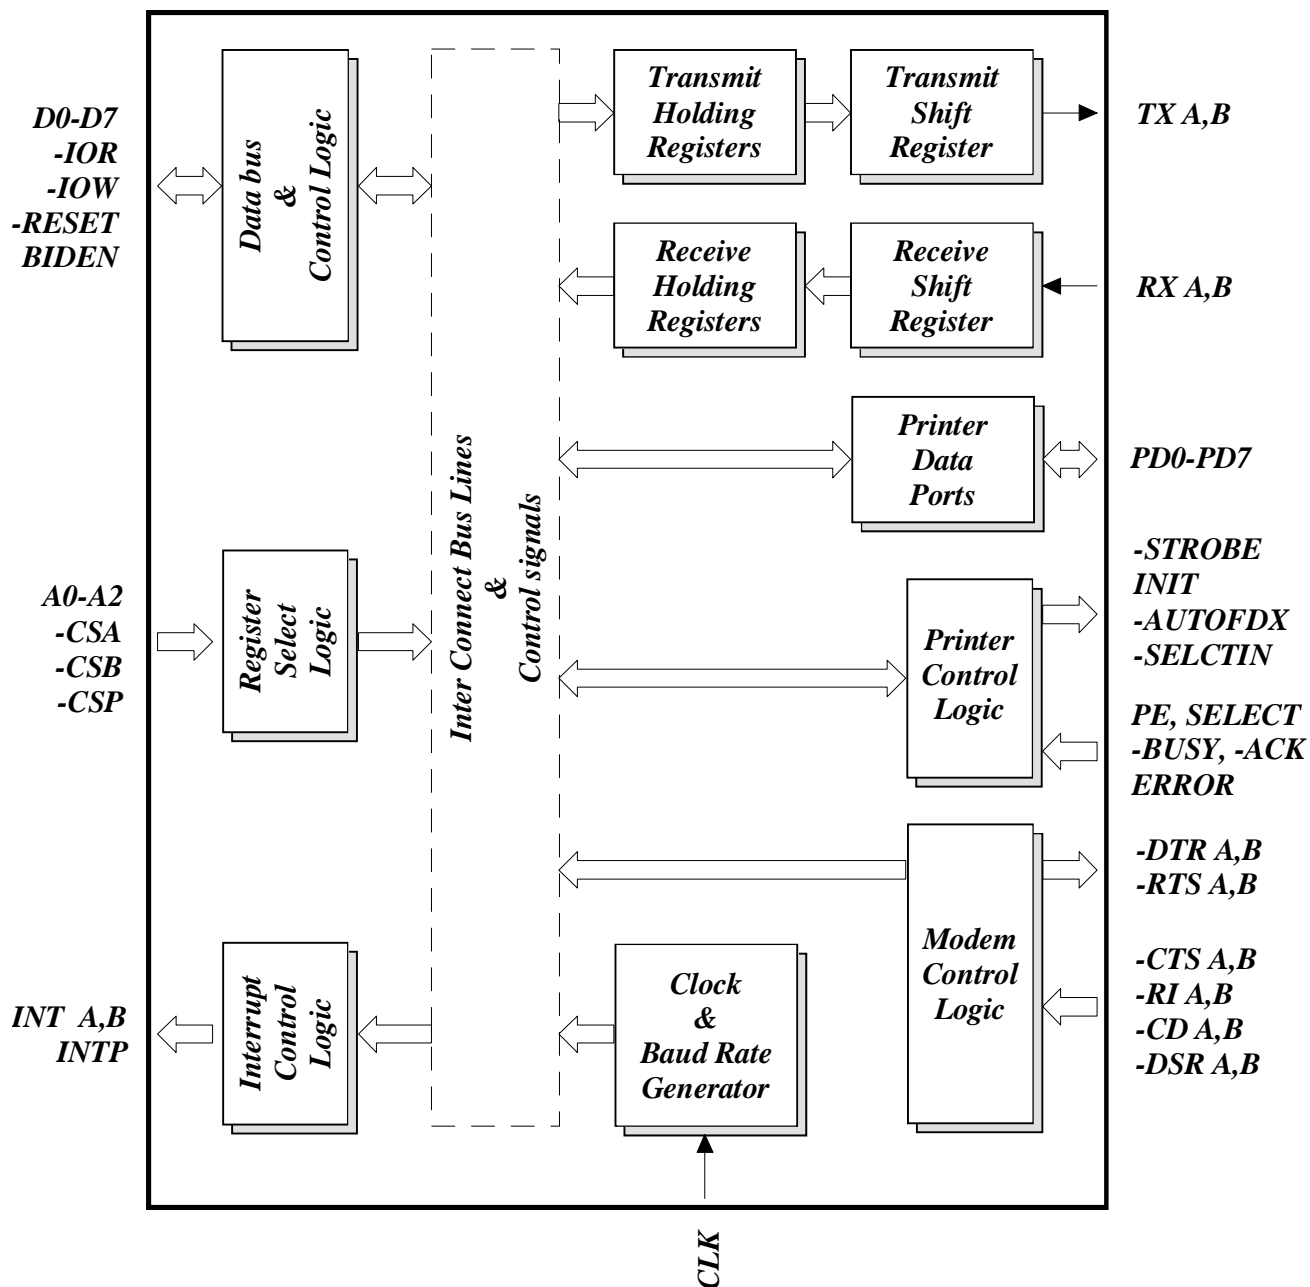 D0-D7
-IOR
-IOW
-RESET
BIDEN
Data bus
&
Control Logic
A0-A2
-CSA
-CSB
-CSP
Register
Select
Logic
INT A,B
INTP
Interrupt
Control
Logic
Inter Connect Bus Lines
&
Control signals
Transmit
Holding
Registers
Transmit
Shift
Register
TX A,B
Receive
Holding
Registers
Receive
Shift
Register
RX A,B
Printer
Data
Ports
PD0-PD7
Printer
Control
Logic
-STROBE
INIT
-AUTOFDX
-SELCTIN
PE, SELECT
-BUSY, -ACK
ERROR
Modem
Control
Logic
-DTR A,B
-RTS A,B
-CTS A,B
-RI A,B
-CD A,B
-DSR A,B
Clock
&
Baud Rate
Generator
CLK